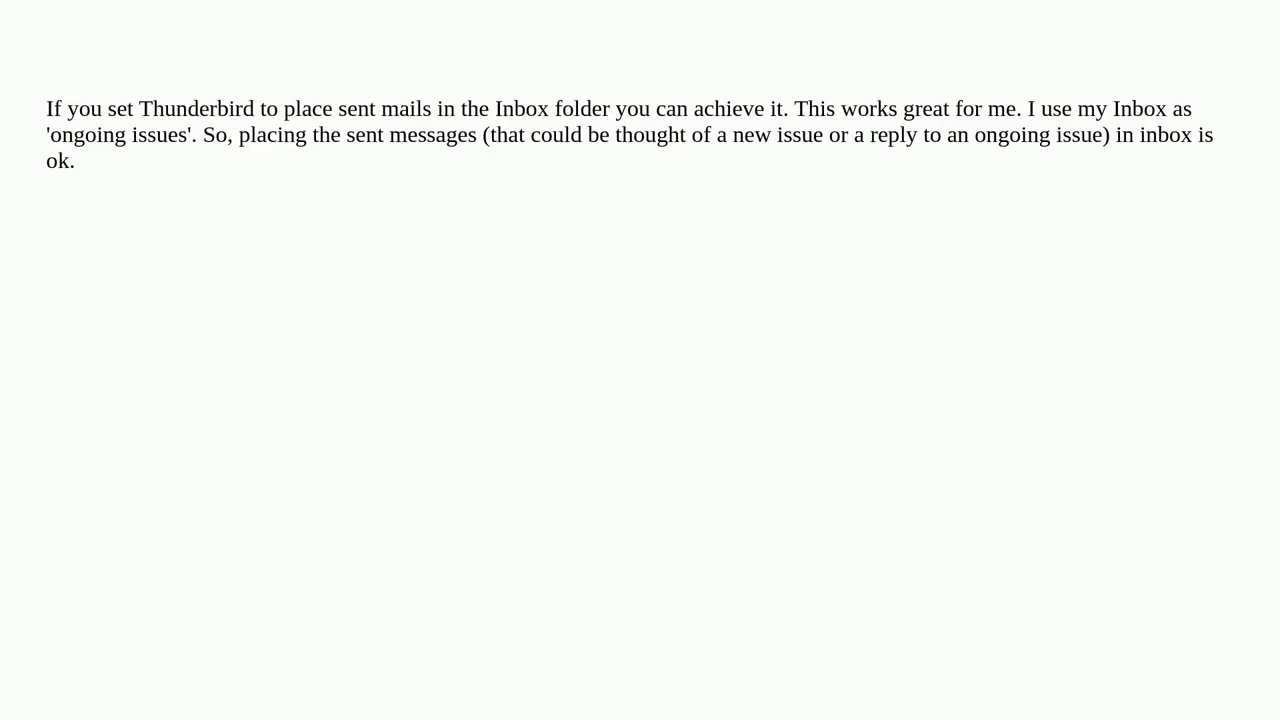 If you set Thunderbird to place sent mails in the Inbox folder you can achieve it. This works great for me. I use my Inbox as
'ongoing issues'. So, placing the sent messages (that could be thought of a new issue or a reply to an ongoing issue) in inbox is
ok.